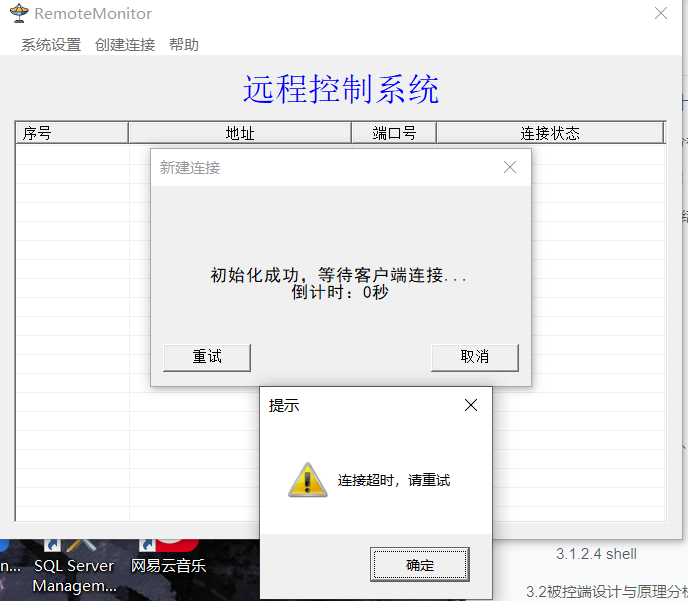 RemoteMonitor
系统设置 创建连接 帮助
远程控制系统
序号 地址 端口号 连接状态
新建连接
初始化成功，等待客户端连接...
倒计时：0秒
重试 取消
提示
连接超时，请重试
确定
n...
SQL Server
Managem...
网易云音乐
3.1.2.4 shell
3.2被控端设计与原理分析